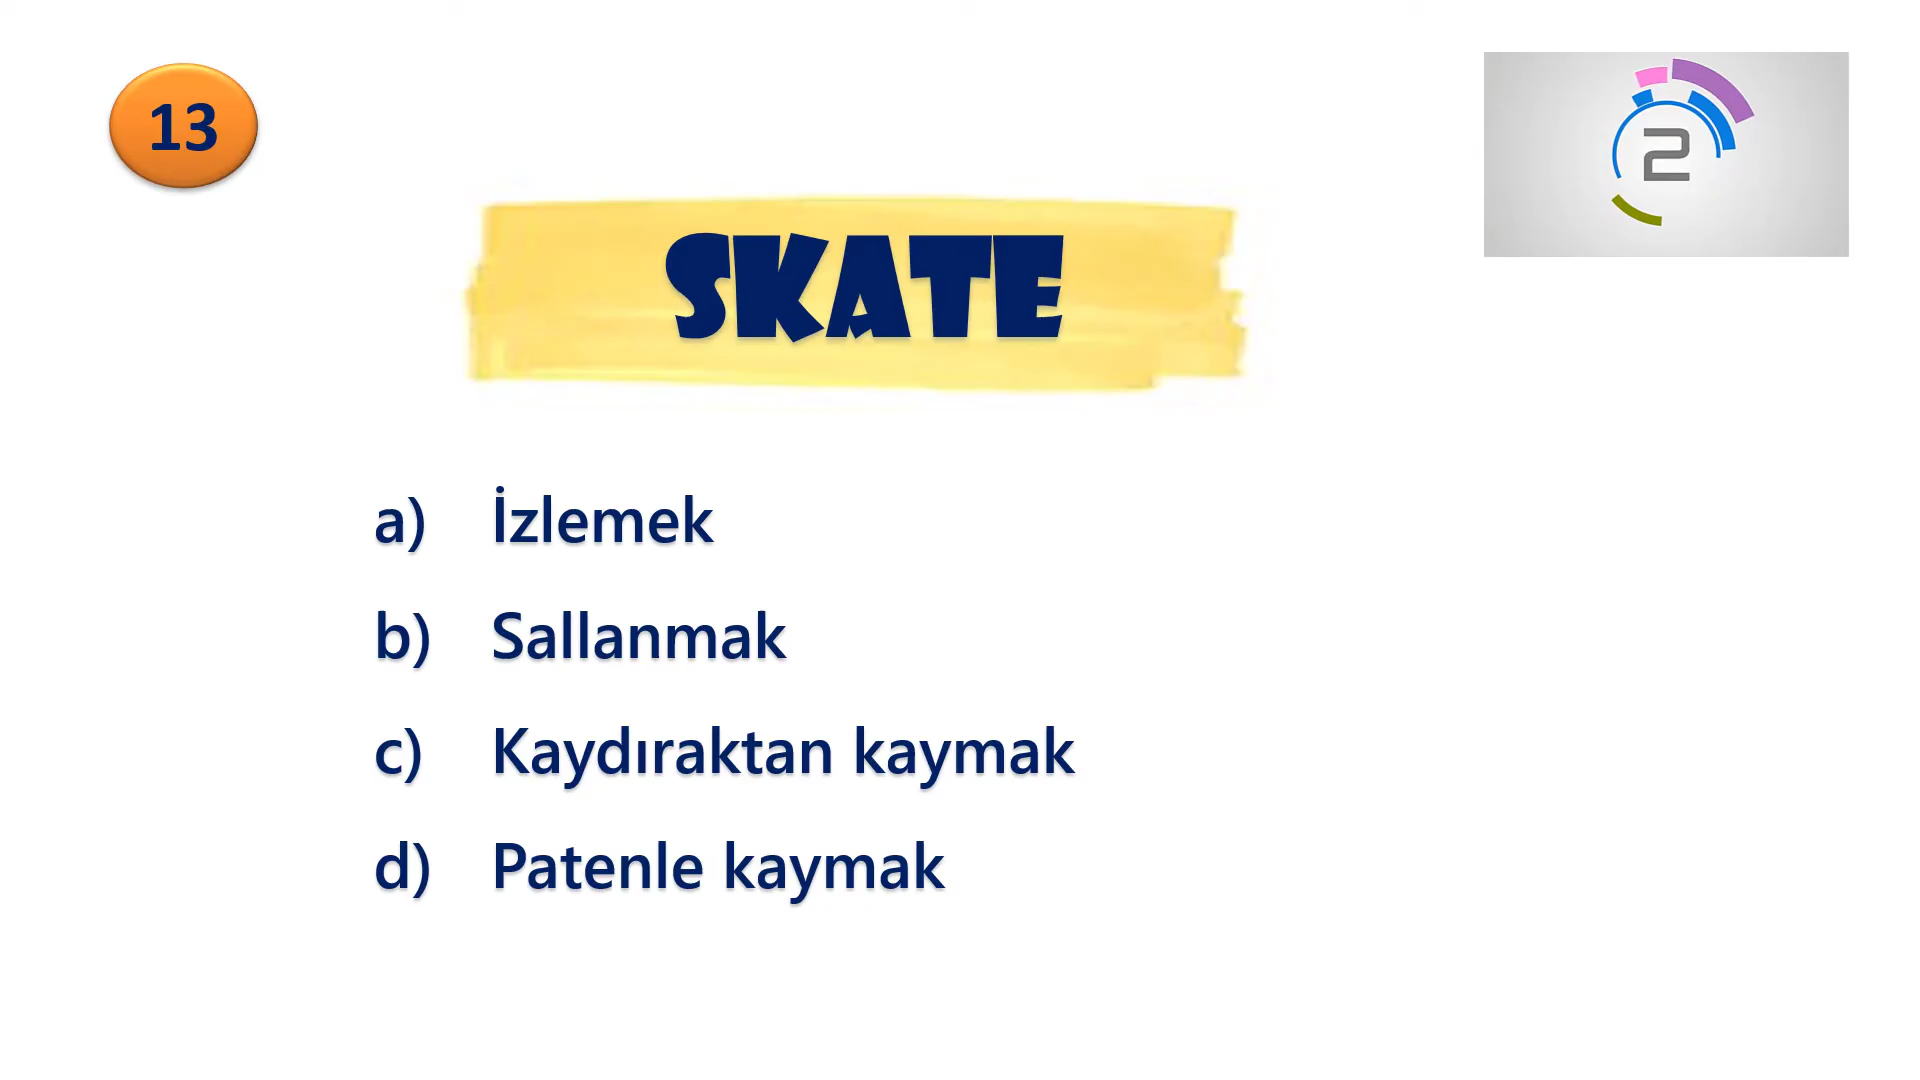 13
2
SKATE
a) İzlemek
b) Sallanmak
c) Kaydıraktan kaymak
d) Patenle kaymak